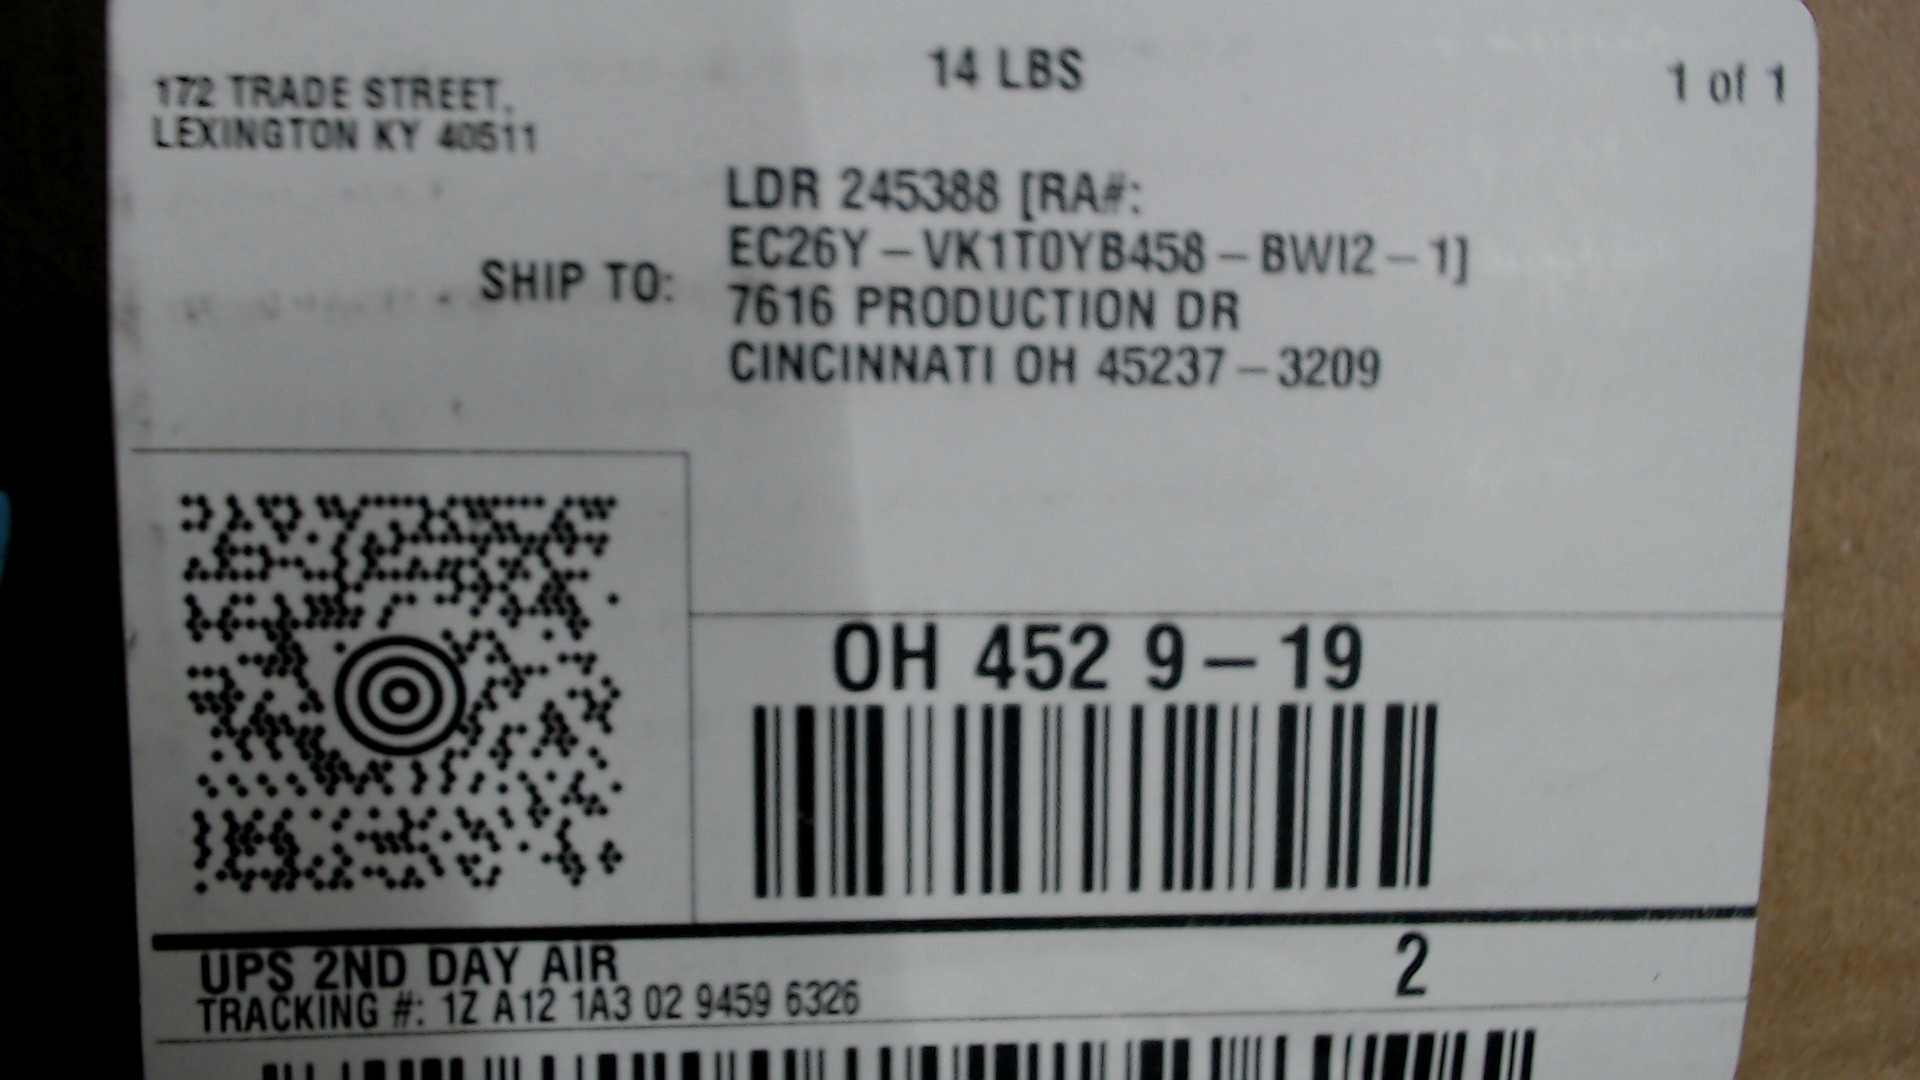 172 TRADE STREET,
LEXINGTON KY 40511
14 LBS
1 of 1
SHIP TO:
LDR 245388 [RA#:
EC26Y-VK1T0YB458-BWI2-1]
7616 PRODUCTION DR
CINCINNATI OH 45237-3209
OH 452 9-19
UPS 2ND DAY AIR
TRACKING #: 1Z A12 1A3 02 9459 6326
2